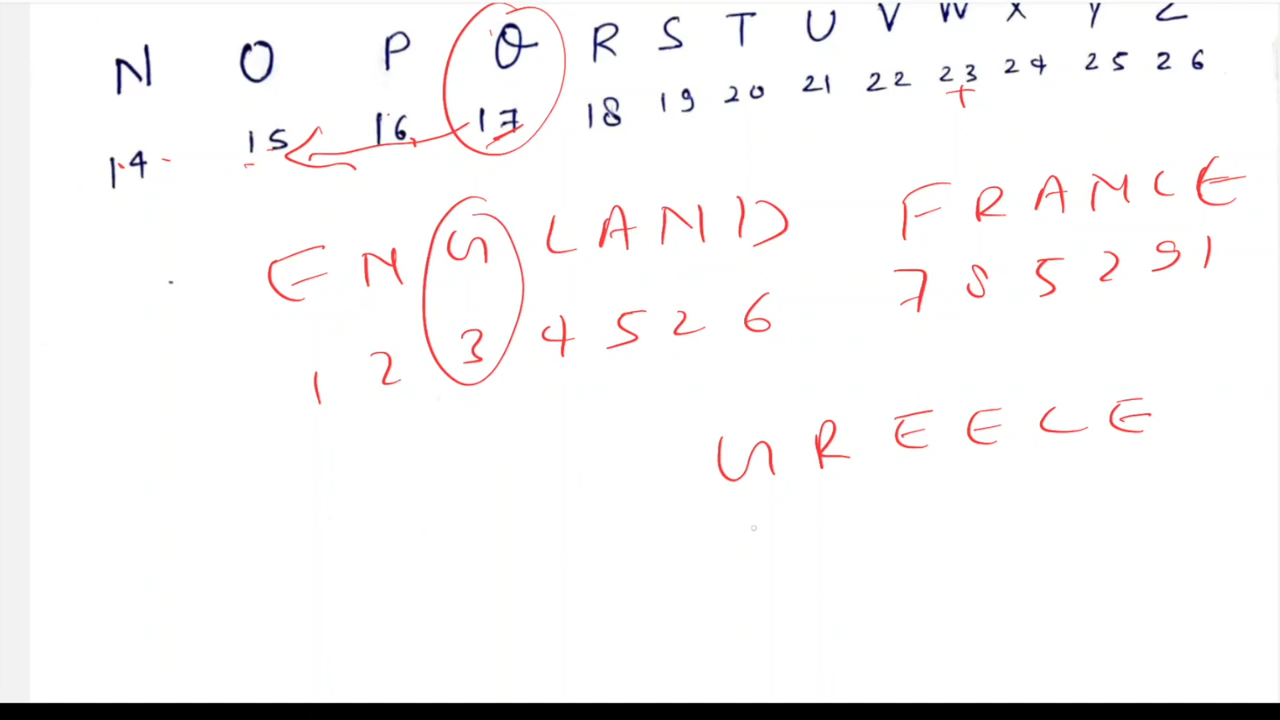 N O P Q R S T U V W X Y Z
14 15 16 17 18 19 20 21 22 23 24 25 26
ENGLAND FRANCE
1 2 3 4 5 2 6 7 8 5 2 9 1
GREECE